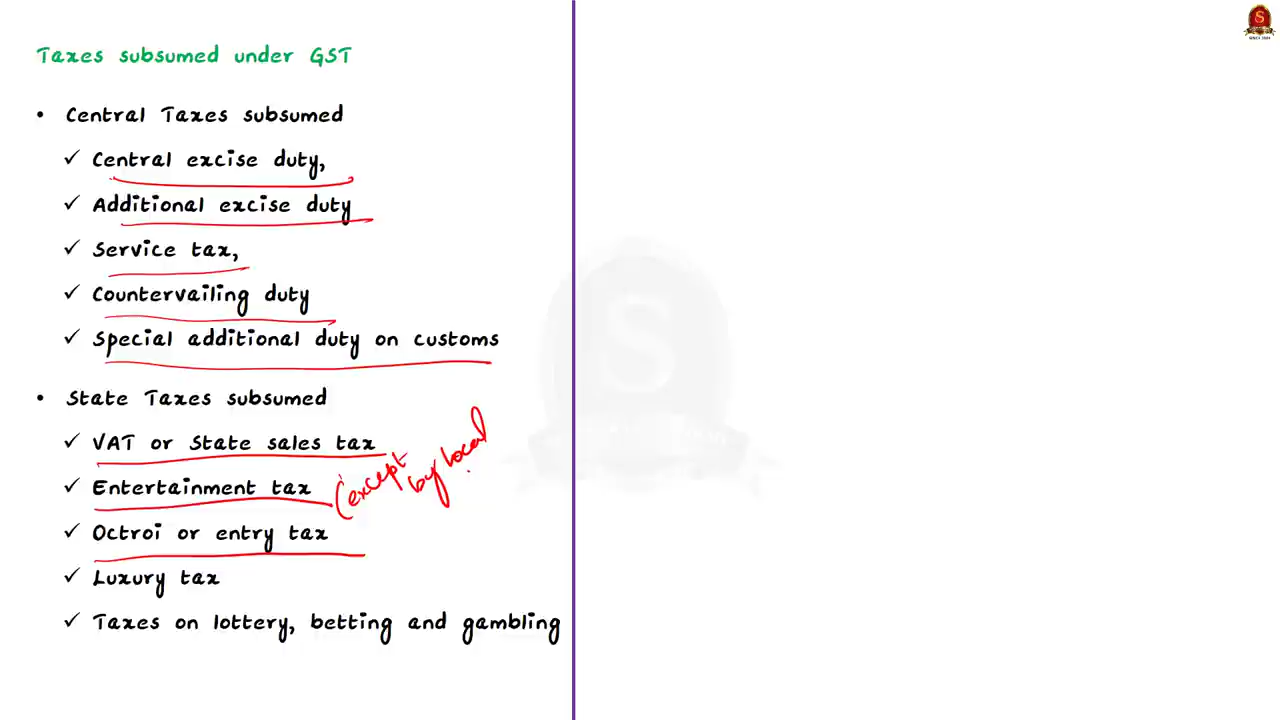 Taxes subsumed under GST
• Central Taxes subsumed
✓ Central excise duty,
✓ Additional excise duty
✓ Service tax,
✓ Countervailing duty
✓ Special additional duty on customs
• State Taxes subsumed
✓ VAT or State sales tax
✓ Entertainment tax (except by local
✓ Octroi or entry tax
✓ Luxury tax
✓ Taxes on lottery, betting and gambling
S
S